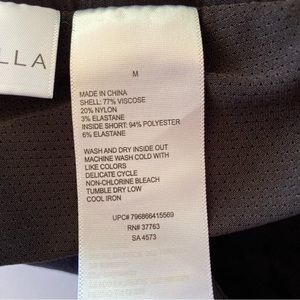 LLA
M
MADE IN CHINA
SHELL: 77% VISCOSE
20% NYLON
3% ELASTANE
INSIDE SHORT: 94% POLYESTER
6% ELASTANE
WASH AND DRY INSIDE OUT
MACHINE WASH COLD WITH
LIKE COLORS
DELICATE CYCLE
NON-CHLORINE BLEACH
TUMBLE DRY LOW
COOL IRON
UPC# 796866415569
RN# 37763
SA 4573